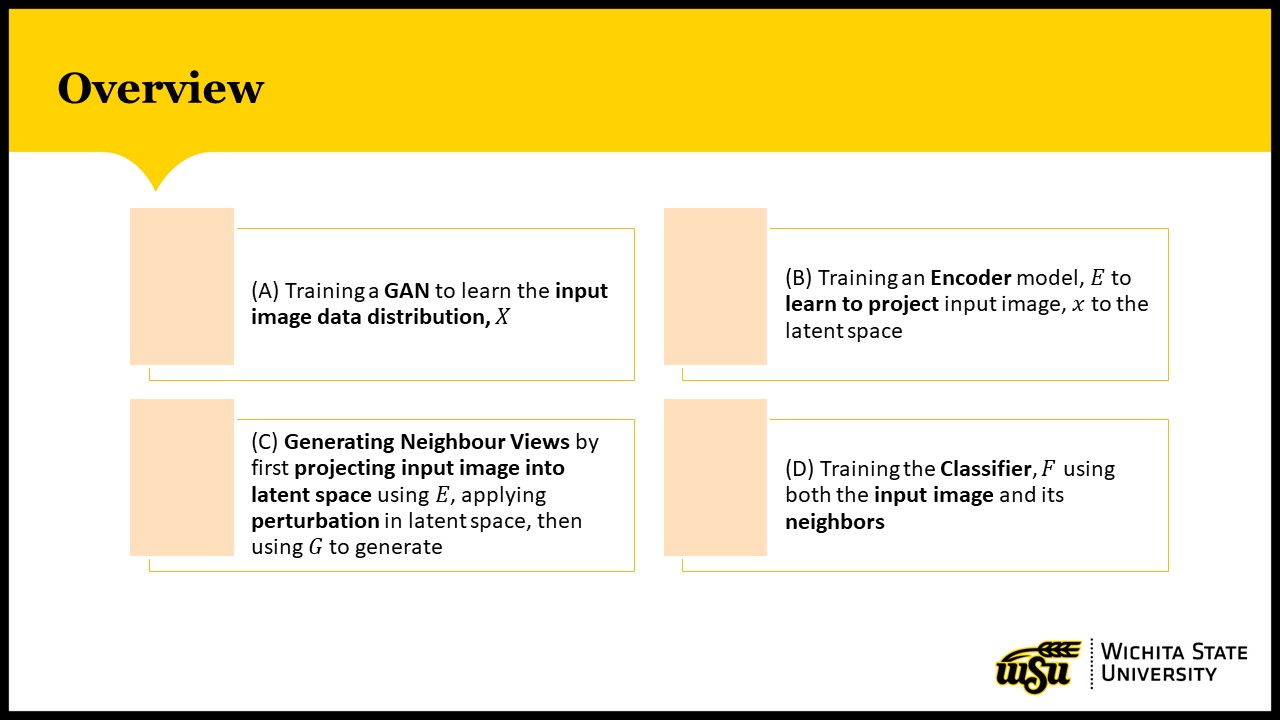 Overview
(A) Training a GAN to learn the input
image data distribution, X
(B) Training an Encoder model, E to
learn to project input image, x to the
latent space
(C) Generating Neighbour Views by
first projecting input image into
latent space using E, applying
perturbation in latent space, then
using G to generate
(D) Training the Classifier, F using
both the input image and its
neighbors
WSU
WICHITA STATE
UNIVERSITY